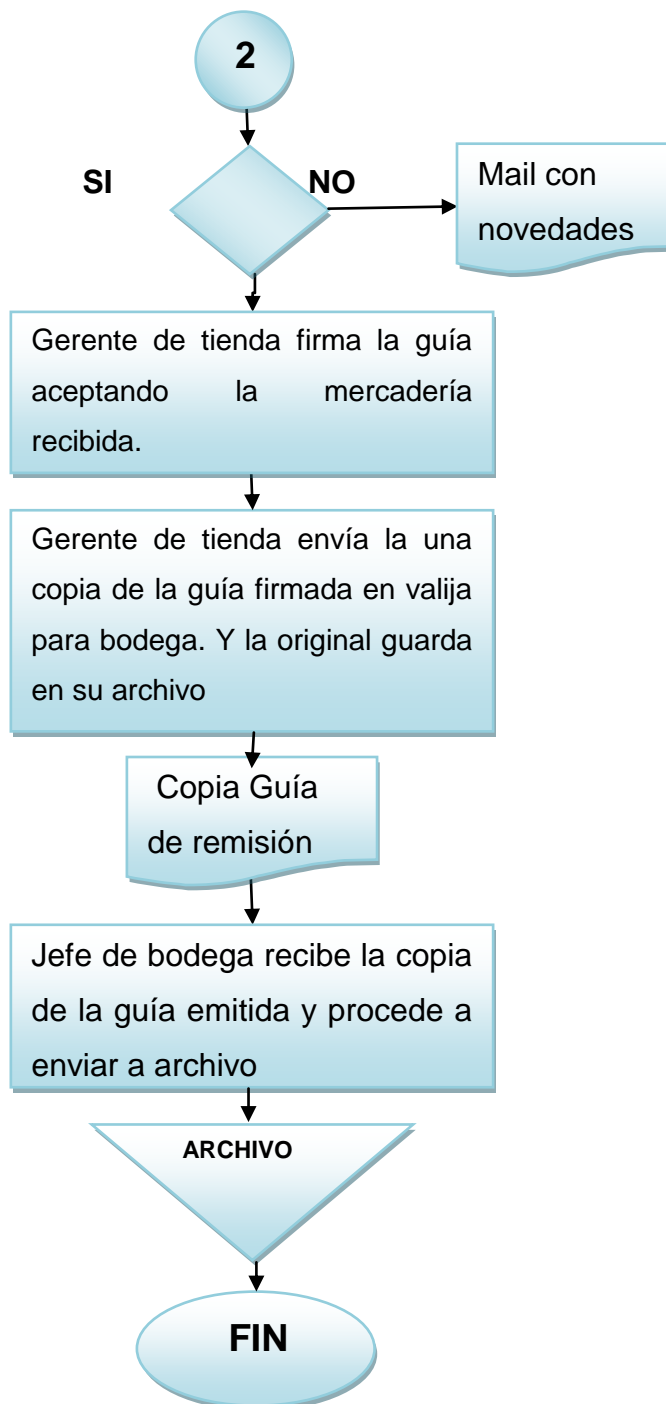 2
SI
NO
Mail con
novedades
Gerente de tienda firma la guía
aceptando la mercadería
recibida.
Gerente de tienda envía la una
copia de la guía firmada en valija
para bodega. Y la original guarda
en su archivo
Copia Guía
de remisión
Jefe de bodega recibe la copia
de la guía emitida y procede a
enviar a archivo
ARCHIVO
FIN